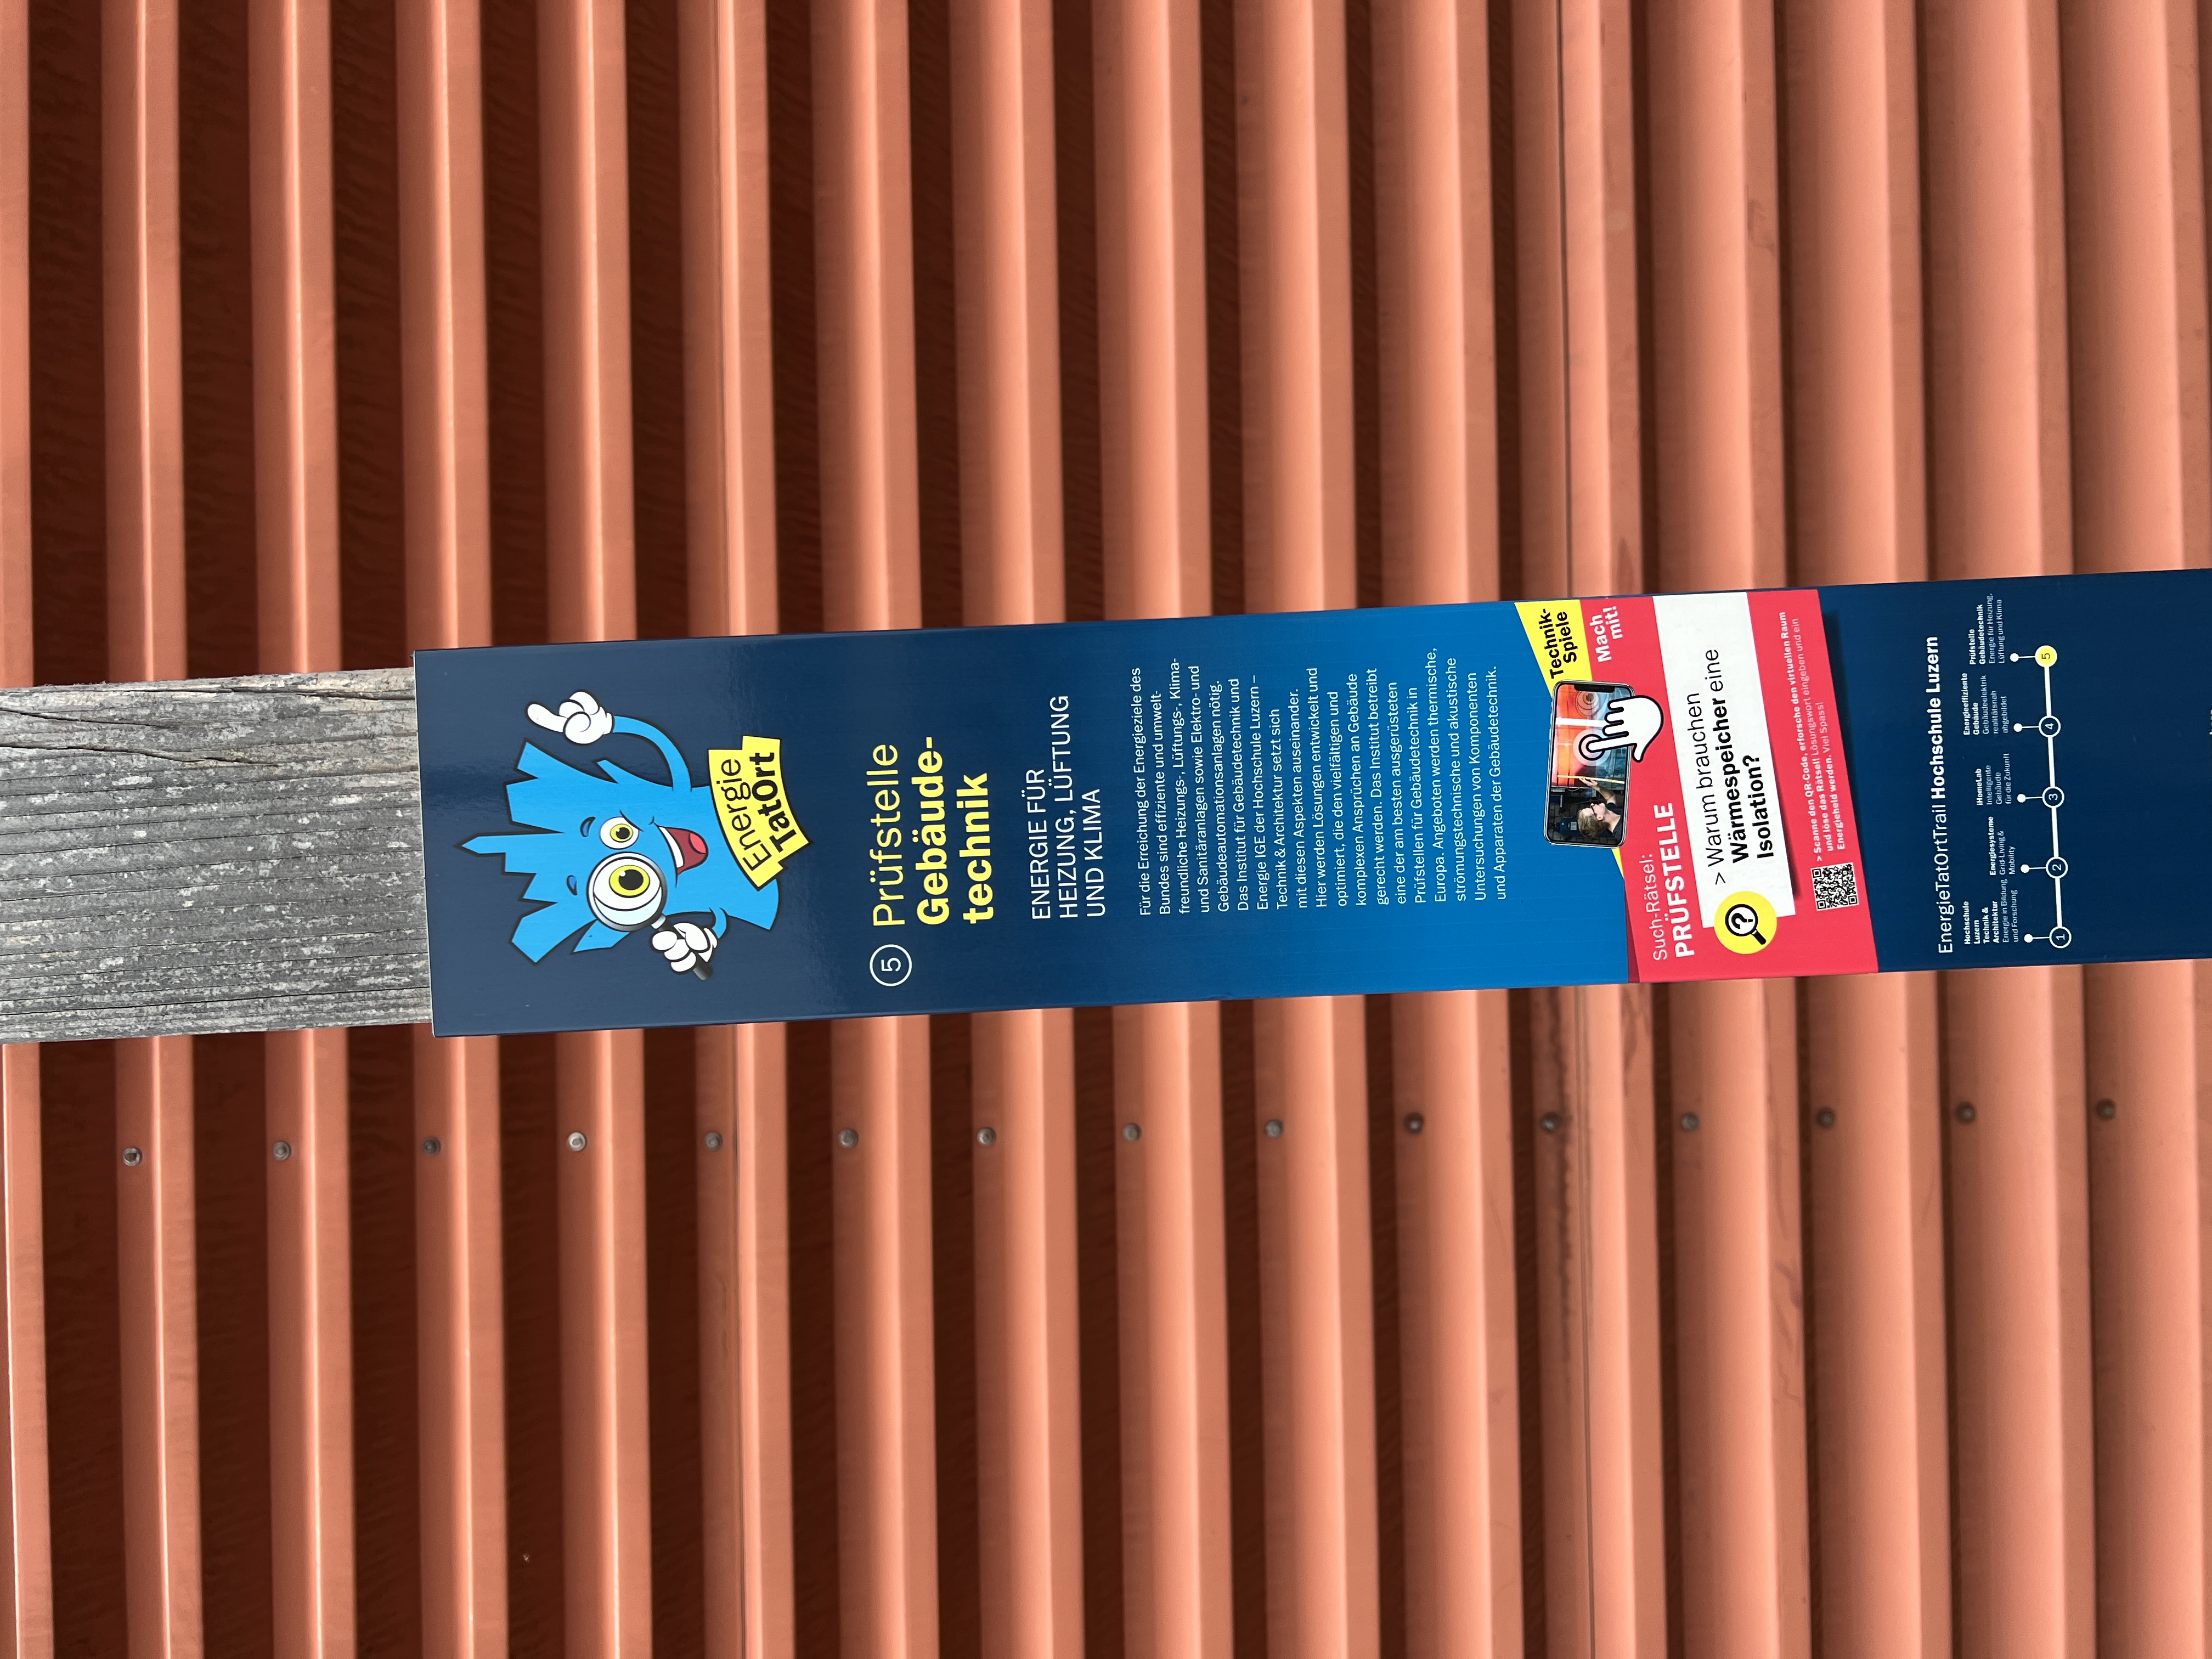 Energie
TatOrt
5 Prüfstelle
Gebäude-
technik
ENERGIE FÜR
HEIZUNG, LÜFTUNG
UND KLIMA
Für die Erreichung der Energieziele des
Bundes sind effiziente und umwelt-
freundliche Heizungs-, Lüftungs-, Klima-
und Sanitäranlagen sowie Elektro- und
Gebäudeautomationsanlagen nötig.
Das Institut für Gebäudetechnik und
Energie IGE der Hochschule Luzern –
Technik & Architektur setzt sich
mit diesen Aspekten auseinander.
Hier werden Lösungen entwickelt und
optimiert, die den vielfältigen und
komplexen Ansprüchen an Gebäude
gerecht werden. Das Institut betreibt
eine der am besten ausgerüsteten
Prüfstellen für Gebäudetechnik in
Europa. Angeboten werden thermische,
strömungstechnische und akustische
Untersuchungen von Komponenten
und Apparaten der Gebäudetechnik.
Technik-
Spiele
Mach
mit!
Such-Rätsel:
PRÜFSTELLE
> Warum brauchen
Wärmespeicher eine
Isolation?
> Scanne den QR-Code, erforsche den virtuellen Raum
und löse das Rätsel! Lösungswort eingeben und ein
Energieheld werden. Viel Spass!
EnergieTatOrtTrail Hochschule Luzern
Hochschule
Luzern
Technik &
Architektur
Energie in Bildung
und Forschung
Energiesysteme
Grid-Living &
Mobility
iHomeLab
Intelligente
Gebäude
für die Zukunft
Energieeffiziente
Gebäude
Gebäudeelektrik
realitätsnah
abgebildet
Prüfstelle
Gebäudetechnik
Energie für Heizung,
Lüftung und Klima
1 2 3 4 5